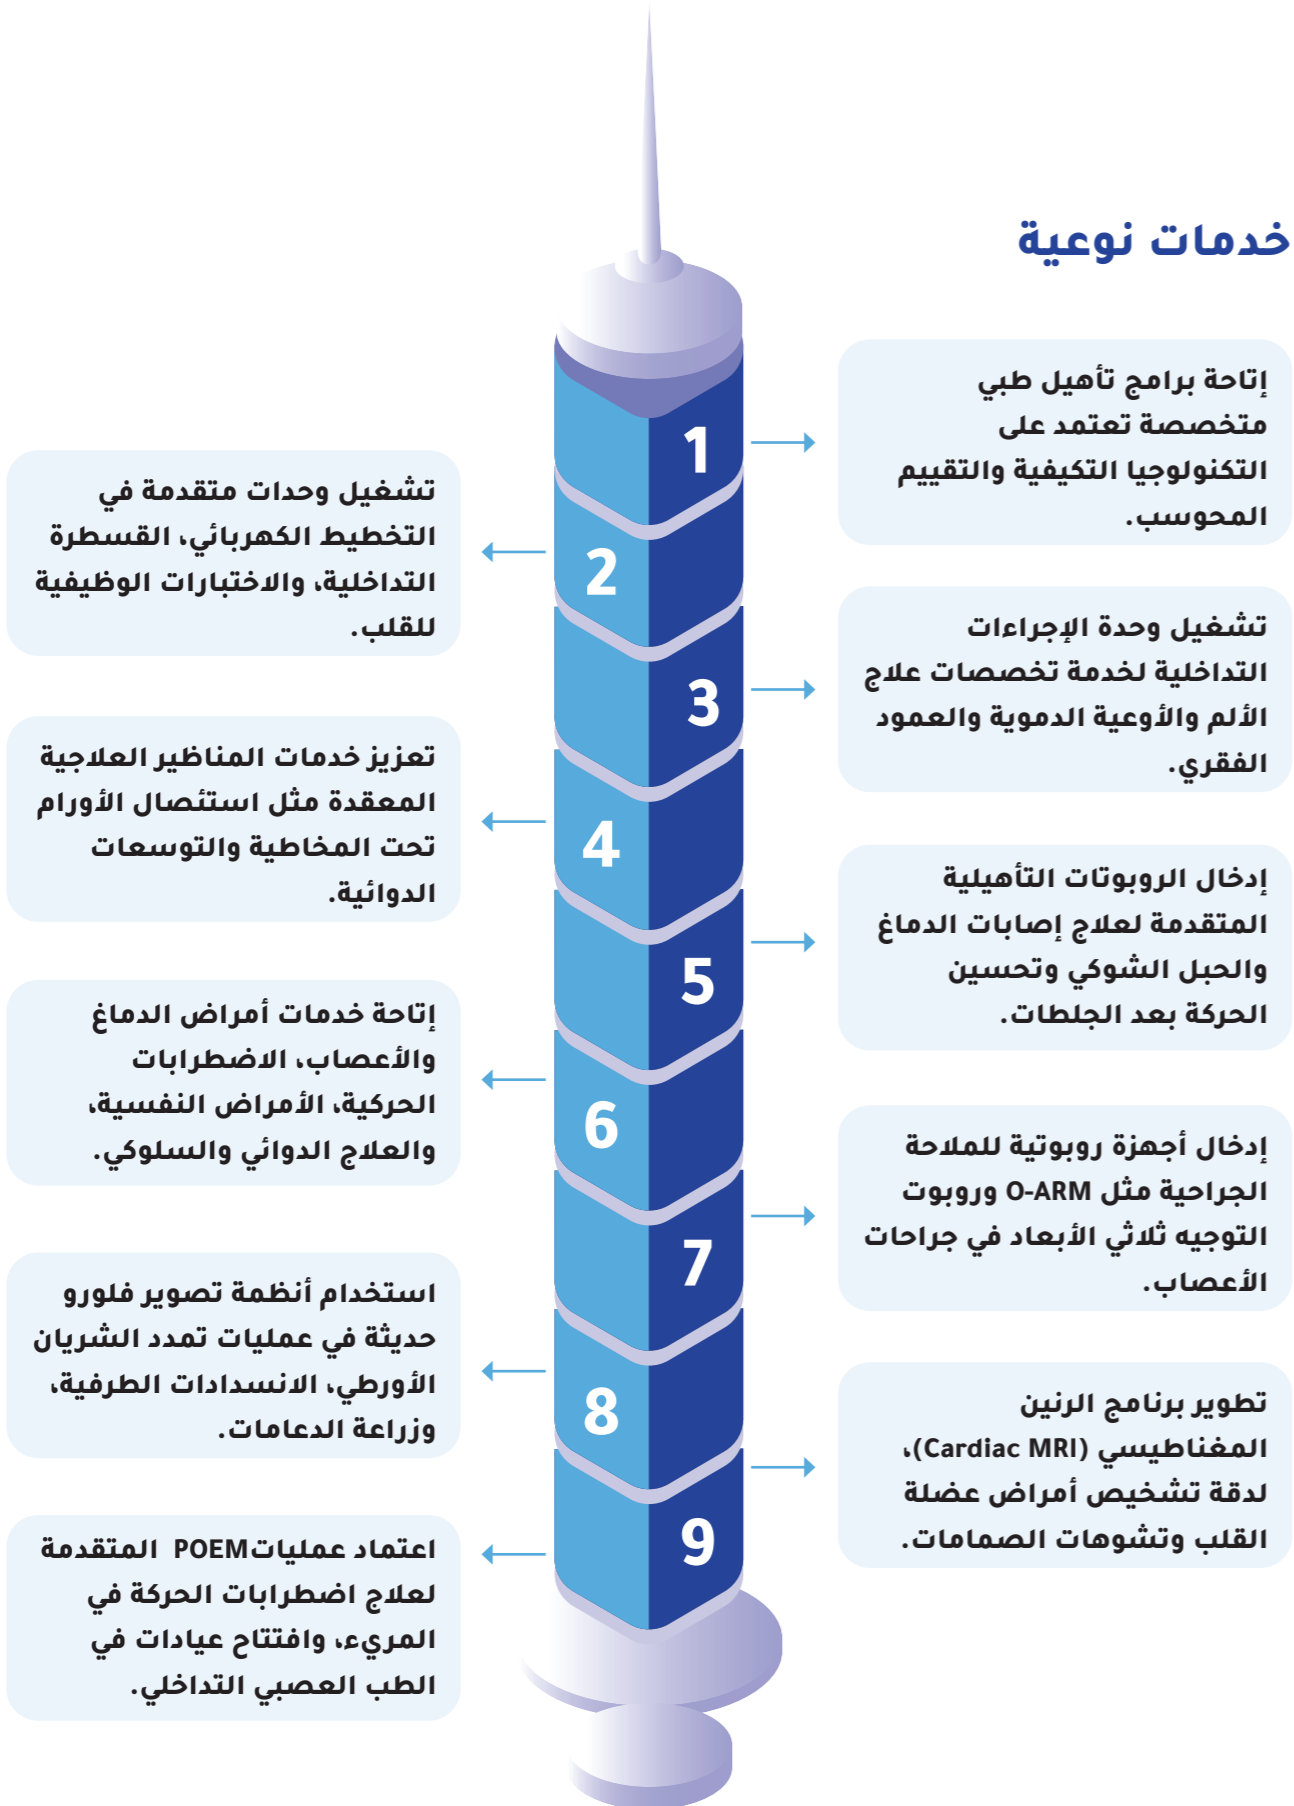 خدمات نوعية
1
إتاحة برامج تأهيل طبي
متخصصة تعتمد على
التكنولوجيا التكيفية والتقييم
المحوسب.
2
تشغيل وحدات متقدمة في
التخطيط الكهربائي، القسطرة
التداخلية، والاختبارات الوظيفية
للقلب.
3
تشغيل وحدة الإجراءات
التداخلية لخدمة تخصصات علاج
الألم والأوعية الدموية والعمود
الفقري.
4
تعزيز خدمات المناظير العلاجية
المعقدة مثل استئصال الأورام
تحت المخاطية والتوسعات
الدوائية.
5
إدخال الروبوتات التأهيلية
المتقدمة لعلاج إصابات الدماغ
والحبل الشوكي وتحسين
الحركة بعد الجلطات.
6
إتاحة خدمات أمراض الدماغ
والأعصاب، الاضطرابات
الحركية، الأمراض النفسية،
والعلاج الدوائي والسلوكي.
7
إدخال أجهزة روبوتية للملاحة
الجراحية مثل O-ARM وروبوت
التوجيه ثلاثي الأبعاد في جراحات
الأعصاب.
8
استخدام أنظمة تصوير فلورو
حديثة في عمليات تمدد الشريان
الأورطي، الانسدادات الطرفية،
وزراعة الدعامات.
9
تطوير برنامج الرنين
المغناطيسي (Cardiac MRI)،
لدقة تشخيص أمراض عضلة
القلب وتشوهات الصمامات.
اعتماد عملياتPOEM المتقدمة
لعلاج اضطرابات الحركة في
المريء، وافتتاح عيادات في
الطب العصبي التداخلي.